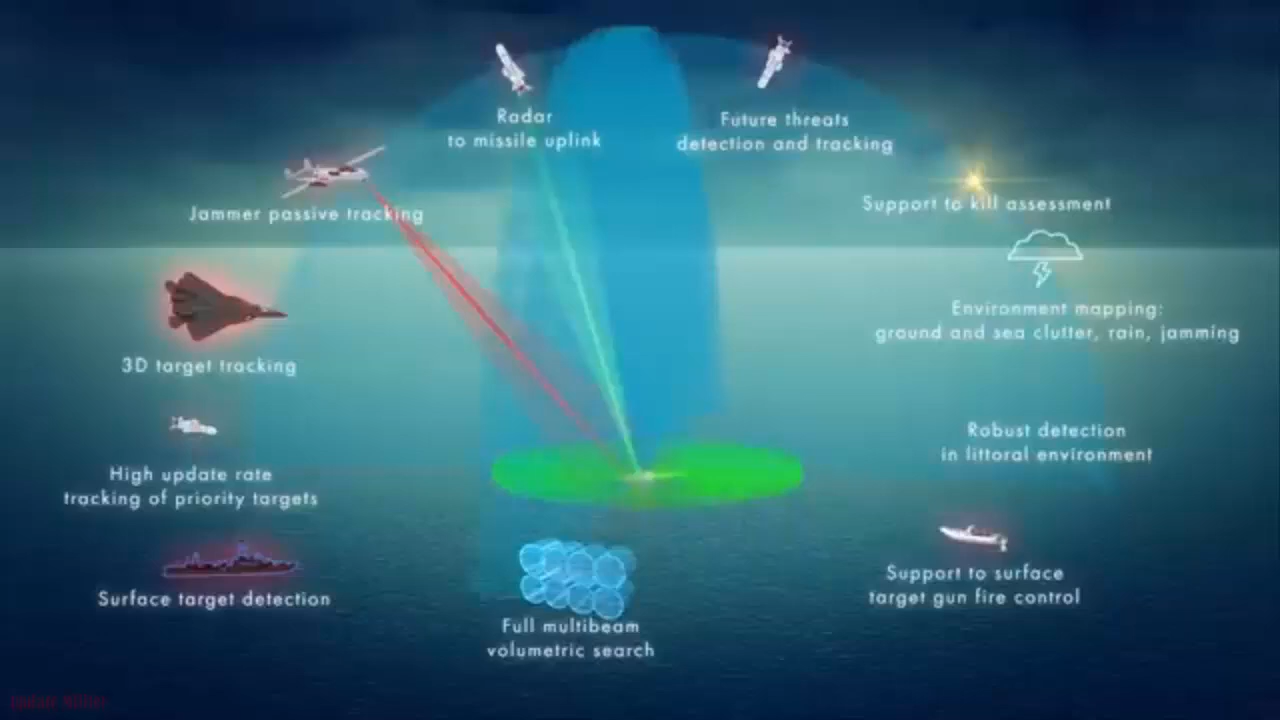 Radar
to missile uplink
Future threats
detection and tracking
Jammer passive tracking
Support to kill assessment
3D target tracking
Environment mapping:
ground and sea clutter, rain, jamming
High update rate
tracking of priority targets
Robust detection
in littoral environment
Surface target detection
Support to surface
target gun fire control
Full multibeam
volumetric search